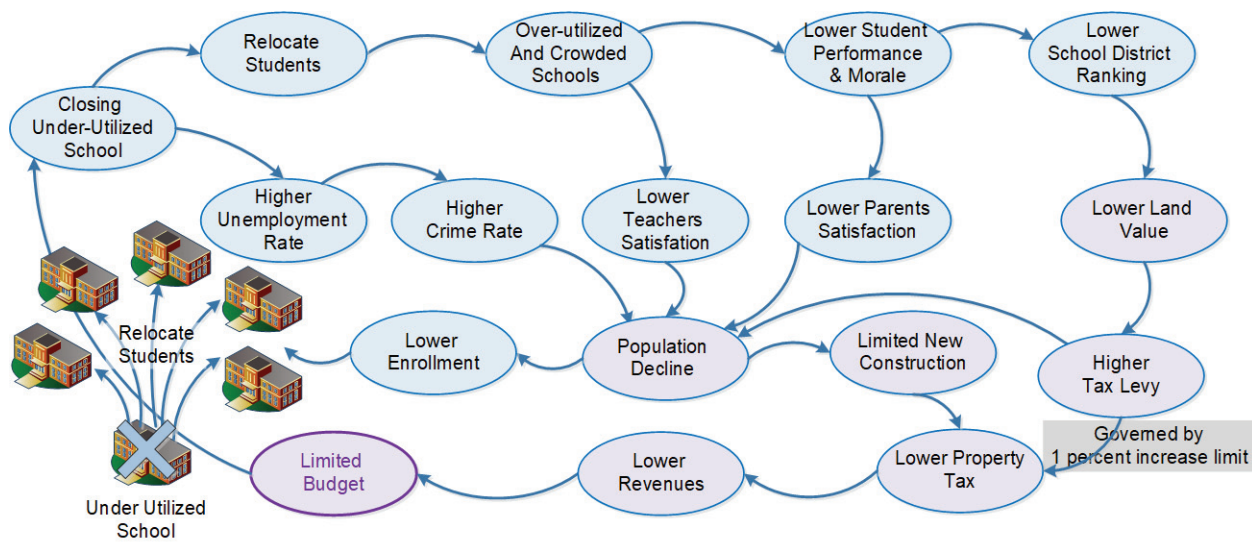 Relocate
Students
Over-utilized
And Crowded
Schools
Lower Student
Performance
& Morale
Lower
School District
Ranking
Closing
Under-Utilized
School
Higher
Unemployment
Rate
Higher
Crime Rate
Lower
Teachers
Satisfation
Lower Parents
Satisfaction
Lower Land
Value
Relocate
Students
Lower
Enrollment
Population
Decline
Limited New
Construction
Higher
Tax Levy
Governed by
1 percent increase limit
Limited
Budget
Lower
Revenues
Lower Property
Tax
Under Utilized
School